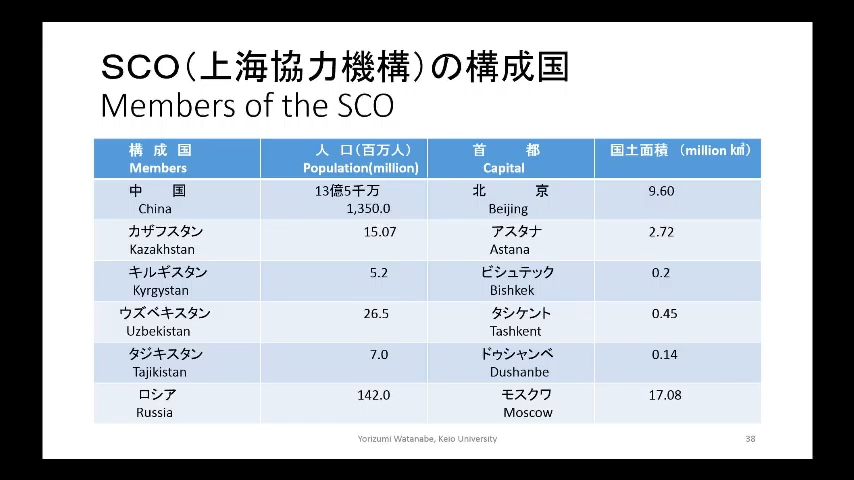 SCO（上海協力機構）の構成国
Members of the SCO
構 成 国 人 口（百万人） 首 都 国土面積 （million ㎢）
Members Population(million) Capital
中 国 13億5千万 北 京 9.60
China 1,350.0 Beijing
カザフスタン 15.07 アスタナ 2.72
Kazakhstan Astana
キルギスタン 5.2 ビシュテック 0.2
Kyrgystan Bishkek
ウズベキスタン 26.5 タシケント 0.45
Uzbekistan Tashkent
タジキスタン 7.0 ドゥシャンベ 0.14
Tajikistan Dushanbe
ロシア 142.0 モスクワ 17.08
Russia Moscow
Yorizumi Watanabe, Keio University 38